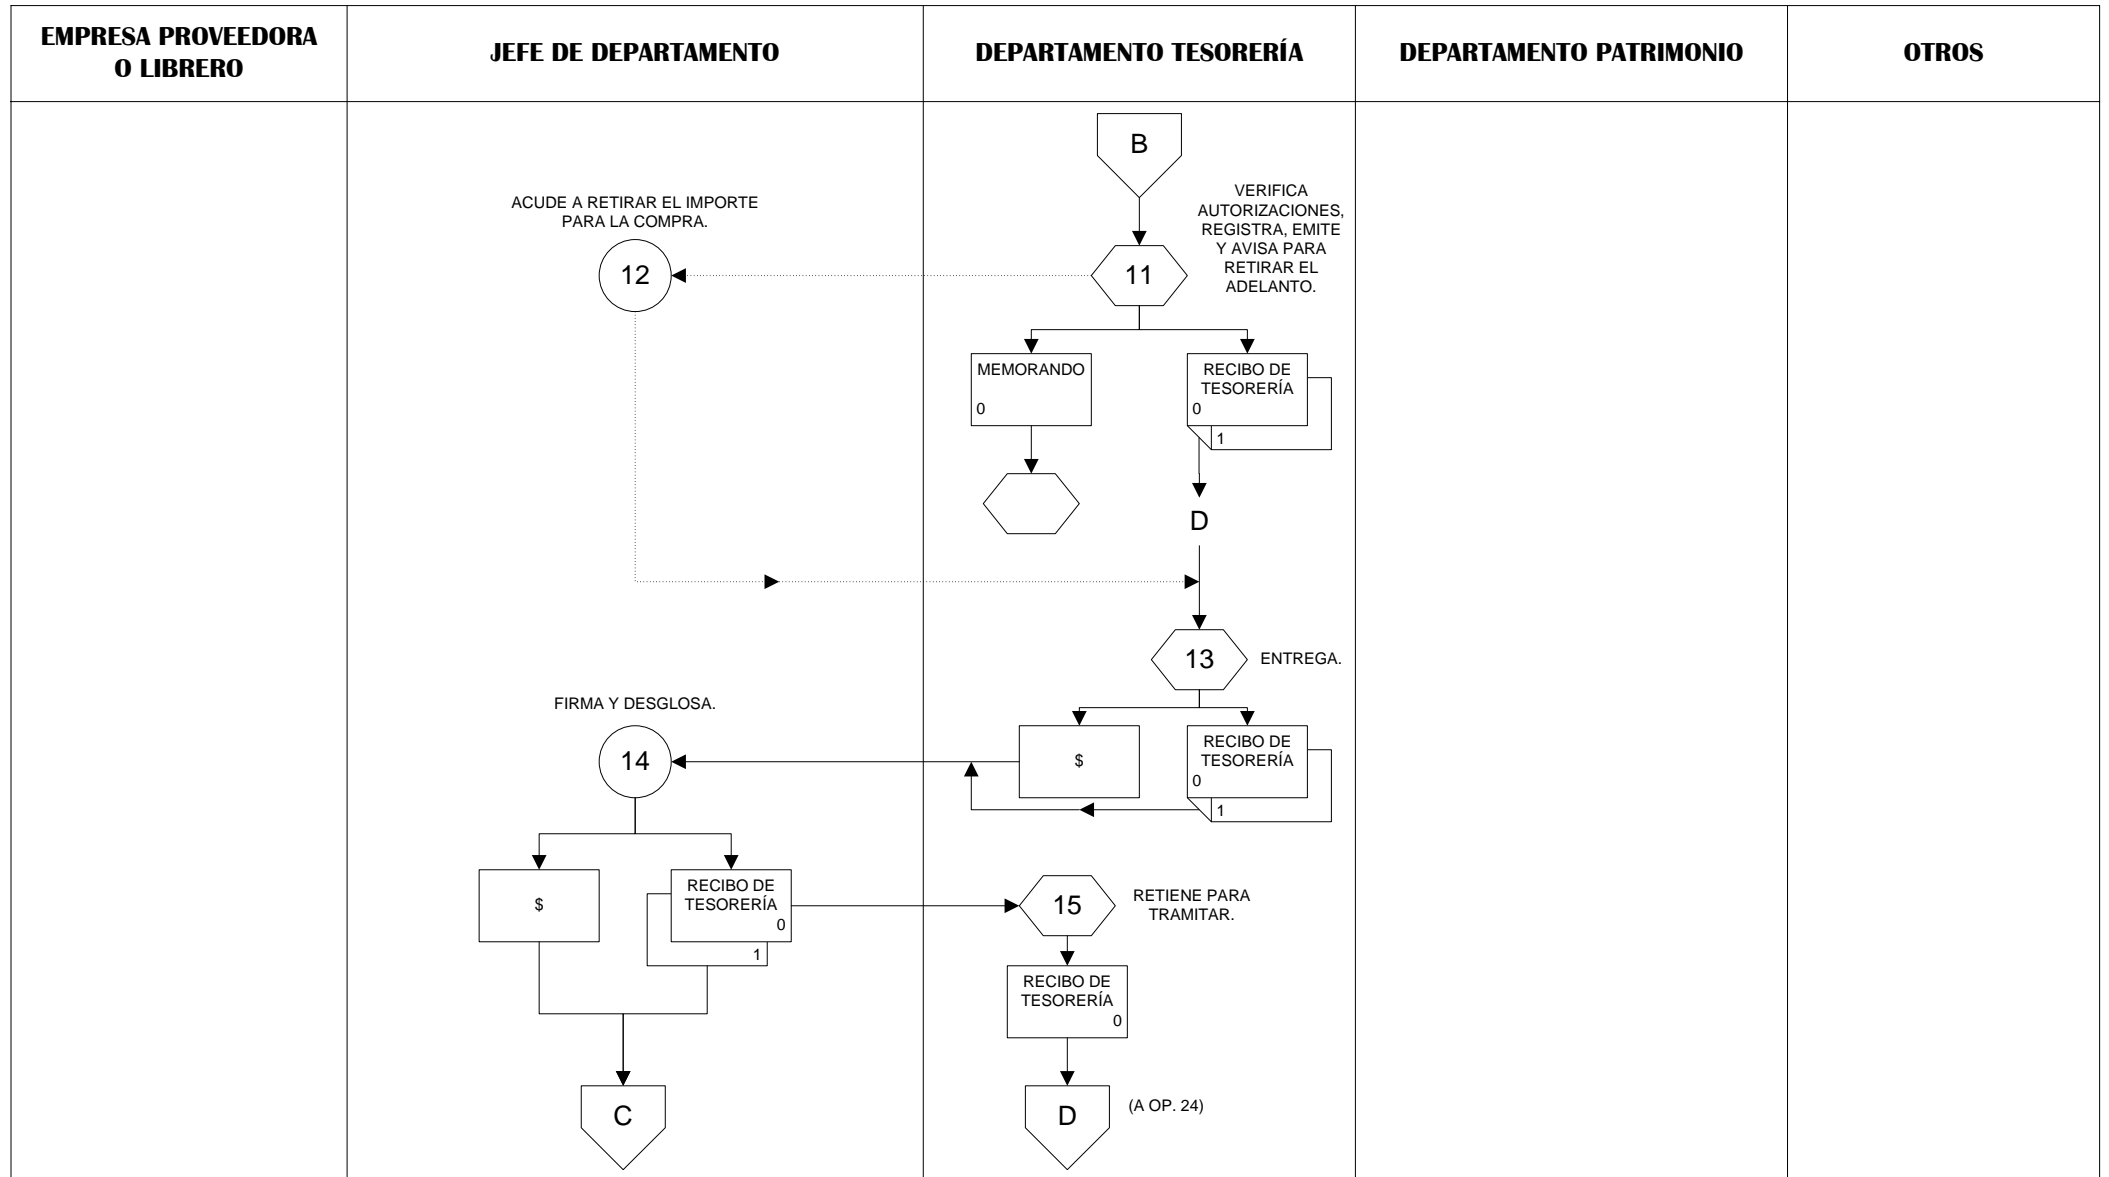 EMPRESA PROVEEDORA
O LIBRERO
JEFE DE DEPARTAMENTO
DEPARTAMENTO TESORERÍA
DEPARTAMENTO PATRIMONIO
OTROS
B
ACUDE A RETIRAR EL IMPORTE
PARA LA COMPRA.
VERIFICA
AUTORIZACIONES,
REGISTRA, EMITE
Y AVISA PARA
RETIRAR EL
ADELANTO.
12
11
MEMORANDO
0
RECIBO DE
TESORERÍA
0
1
D
13
ENTREGA.
FIRMA Y DESGLOSA.
14
$
RECIBO DE
TESORERÍA
0
1
$
RECIBO DE
TESORERÍA
0
1
15
RETIENE PARA
TRAMITAR.
RECIBO DE
TESORERÍA
0
C
D
(A OP. 24)